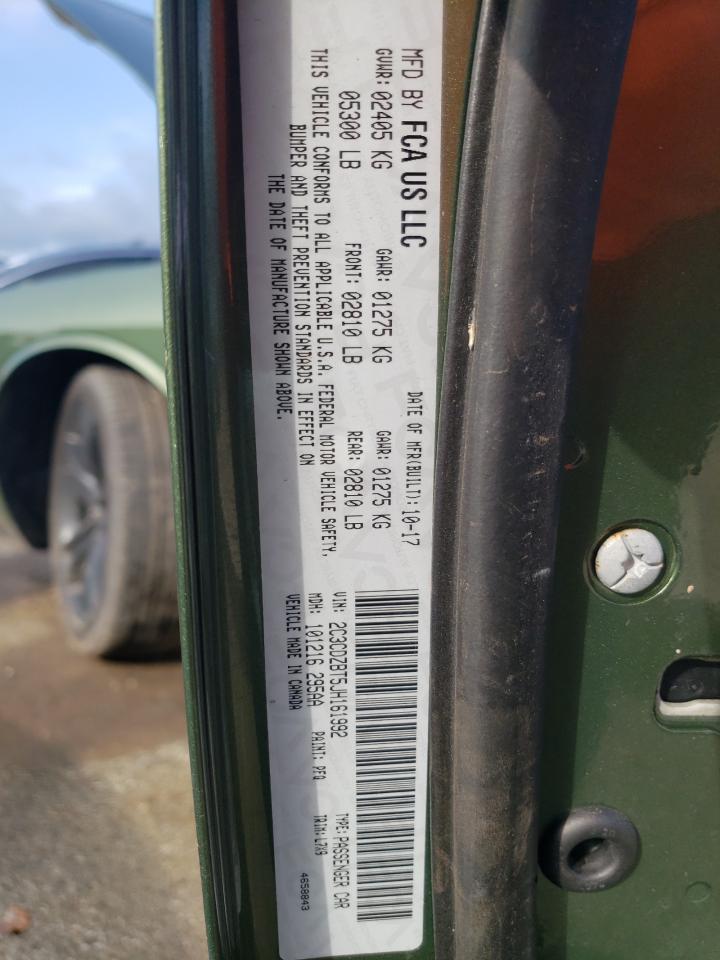 MFD BY FCA US LLC
DATE OF MFR(BUILT): 10-17
GVWR: 02405 KG
GAWR: 01275 KG
GAWR: 01275 KG
05300 LB
FRONT: 02810 LB
REAR: 02810 LB
THIS VEHICLE CONFORMS TO ALL APPLICABLE U.S.A. FEDERAL MOTOR VEHICLE SAFETY,
BUMPER AND THEFT PREVENTION STANDARDS IN EFFECT ON
THE DATE OF MANUFACTURE SHOWN ABOVE.
VIN: 2C3CDZBT5JH161992
TYPE: PASSENGER CAR
MDH: 101216 295AA
PAINT: PFQ
TRIM: L7X9
VEHICLE MADE IN CANADA
4658843